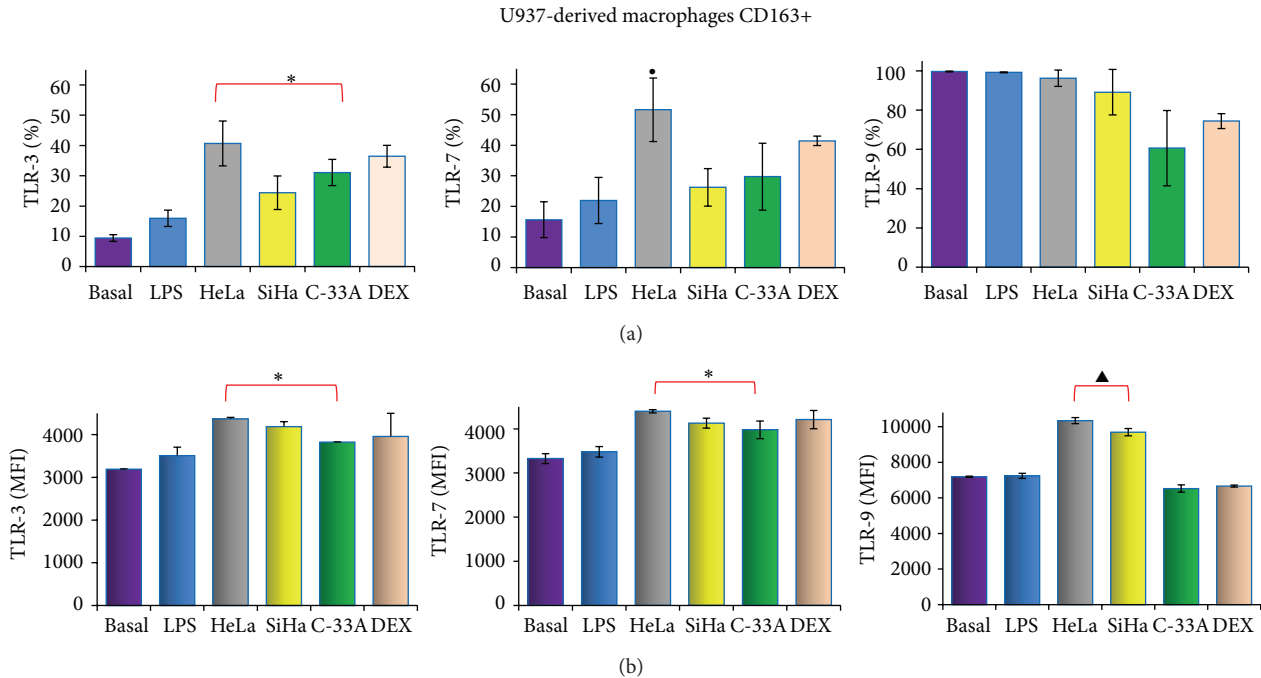 U937-derived macrophages CD163+
TLR-3 (%)
60
50
40
30
20
10
0
*
Basal LPS HeLa SiHa C-33A DEX
TLR-7 (%)
60
50
40
30
20
10
0
•
Basal LPS HeLa SiHa C-33A DEX
TLR-9 (%)
100
80
60
40
20
0
Basal LPS HeLa SiHa C-33A DEX
(a)
TLR-3 (MFI)
4000
3000
2000
1000
0
*
Basal LPS HeLa SiHa C-33A DEX
TLR-7 (MFI)
4000
3000
2000
1000
0
*
Basal LPS HeLa SiHa C-33A DEX
TLR-9 (MFI)
10000
8000
6000
4000
2000
0
▲
Basal LPS HeLa SiHa C-33A DEX
(b)